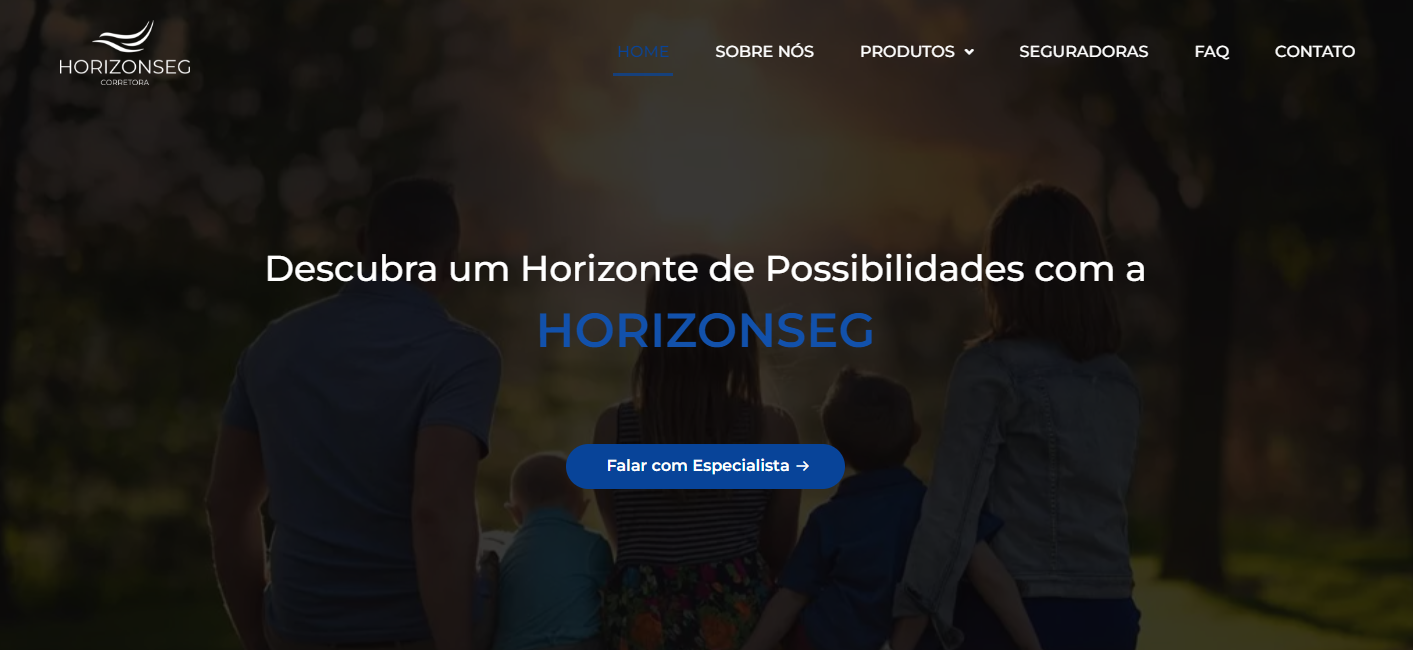 HORIZONSEG
CORRETORA
HOME SOBRE NÓS PRODUTOS SEGURADORAS FAQ CONTATO
Descubra um Horizonte de Possibilidades com a
HORIZONSEG
Falar com Especialista →